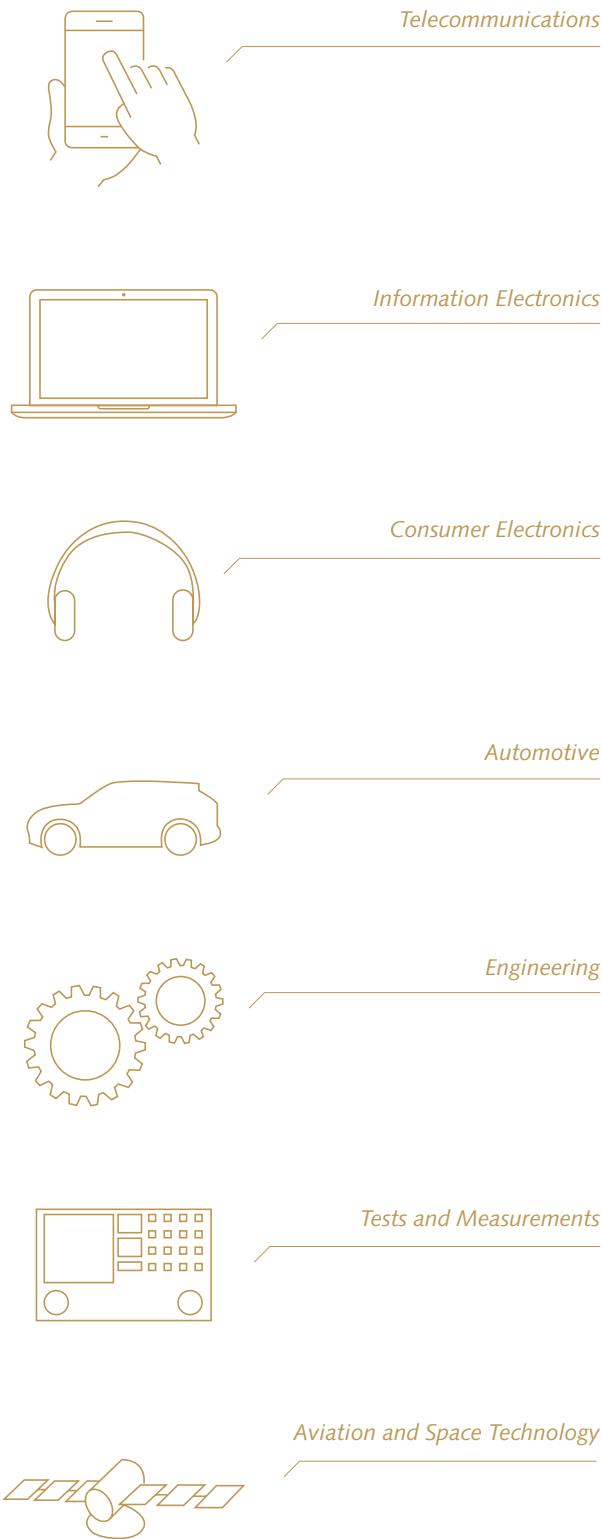 Telecommunications
Information Electronics
Consumer Electronics
Automotive
Engineering
Tests and Measurements
Aviation and Space Technology